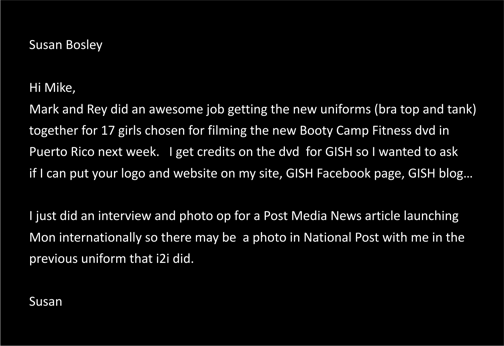 Susan Bosley
Hi Mike,
Mark and Rey did an awesome job getting the new uniforms (bra top and tank)
together for 17 girls chosen for filming the new Booty Camp Fitness dvd in
Puerto Rico next week.   I get credits on the dvd  for GISH so I wanted to ask
if I can put your logo and website on my site, GISH Facebook page, GISH blog...
I just did an interview and photo op for a Post Media News article launching
Mon internationally so there may be  a photo in National Post with me in the
previous uniform that i2i did.
Susan